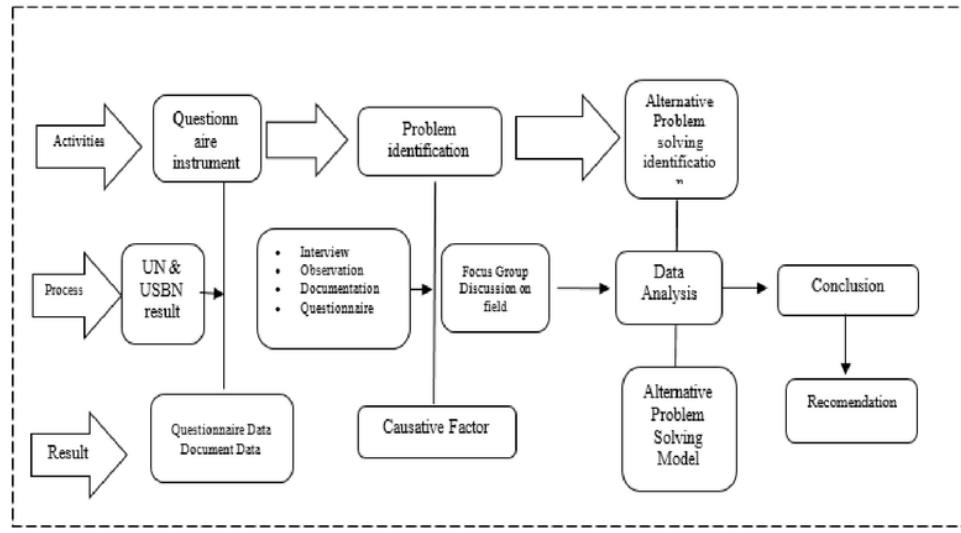 Activities
Questionn
aire
instrument
Problem
identification
Alternative
Problem
solving
identificatio
n
Process
UN &
USBN
result
• Interview
• Observation
• Documentation
• Questionnaire
Focus Group
Discussion on
field
Data
Analysis
Conclusion
Result
Questionnaire Data
Document Data
Causative Factor
Alternative
Problem
Solving
Model
Recomendation